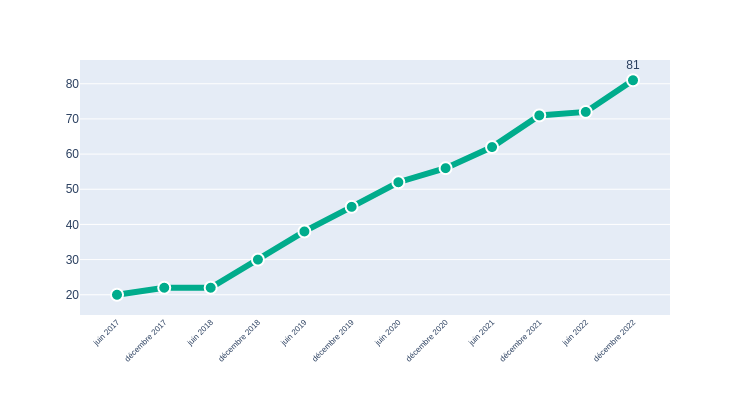 81
80
70
60
50
40
30
20
juin 2017
décembre 2017
juin 2018
décembre 2018
juin 2019
décembre 2019
juin 2020
décembre 2020
juin 2021
décembre 2021
juin 2022
décembre 2022